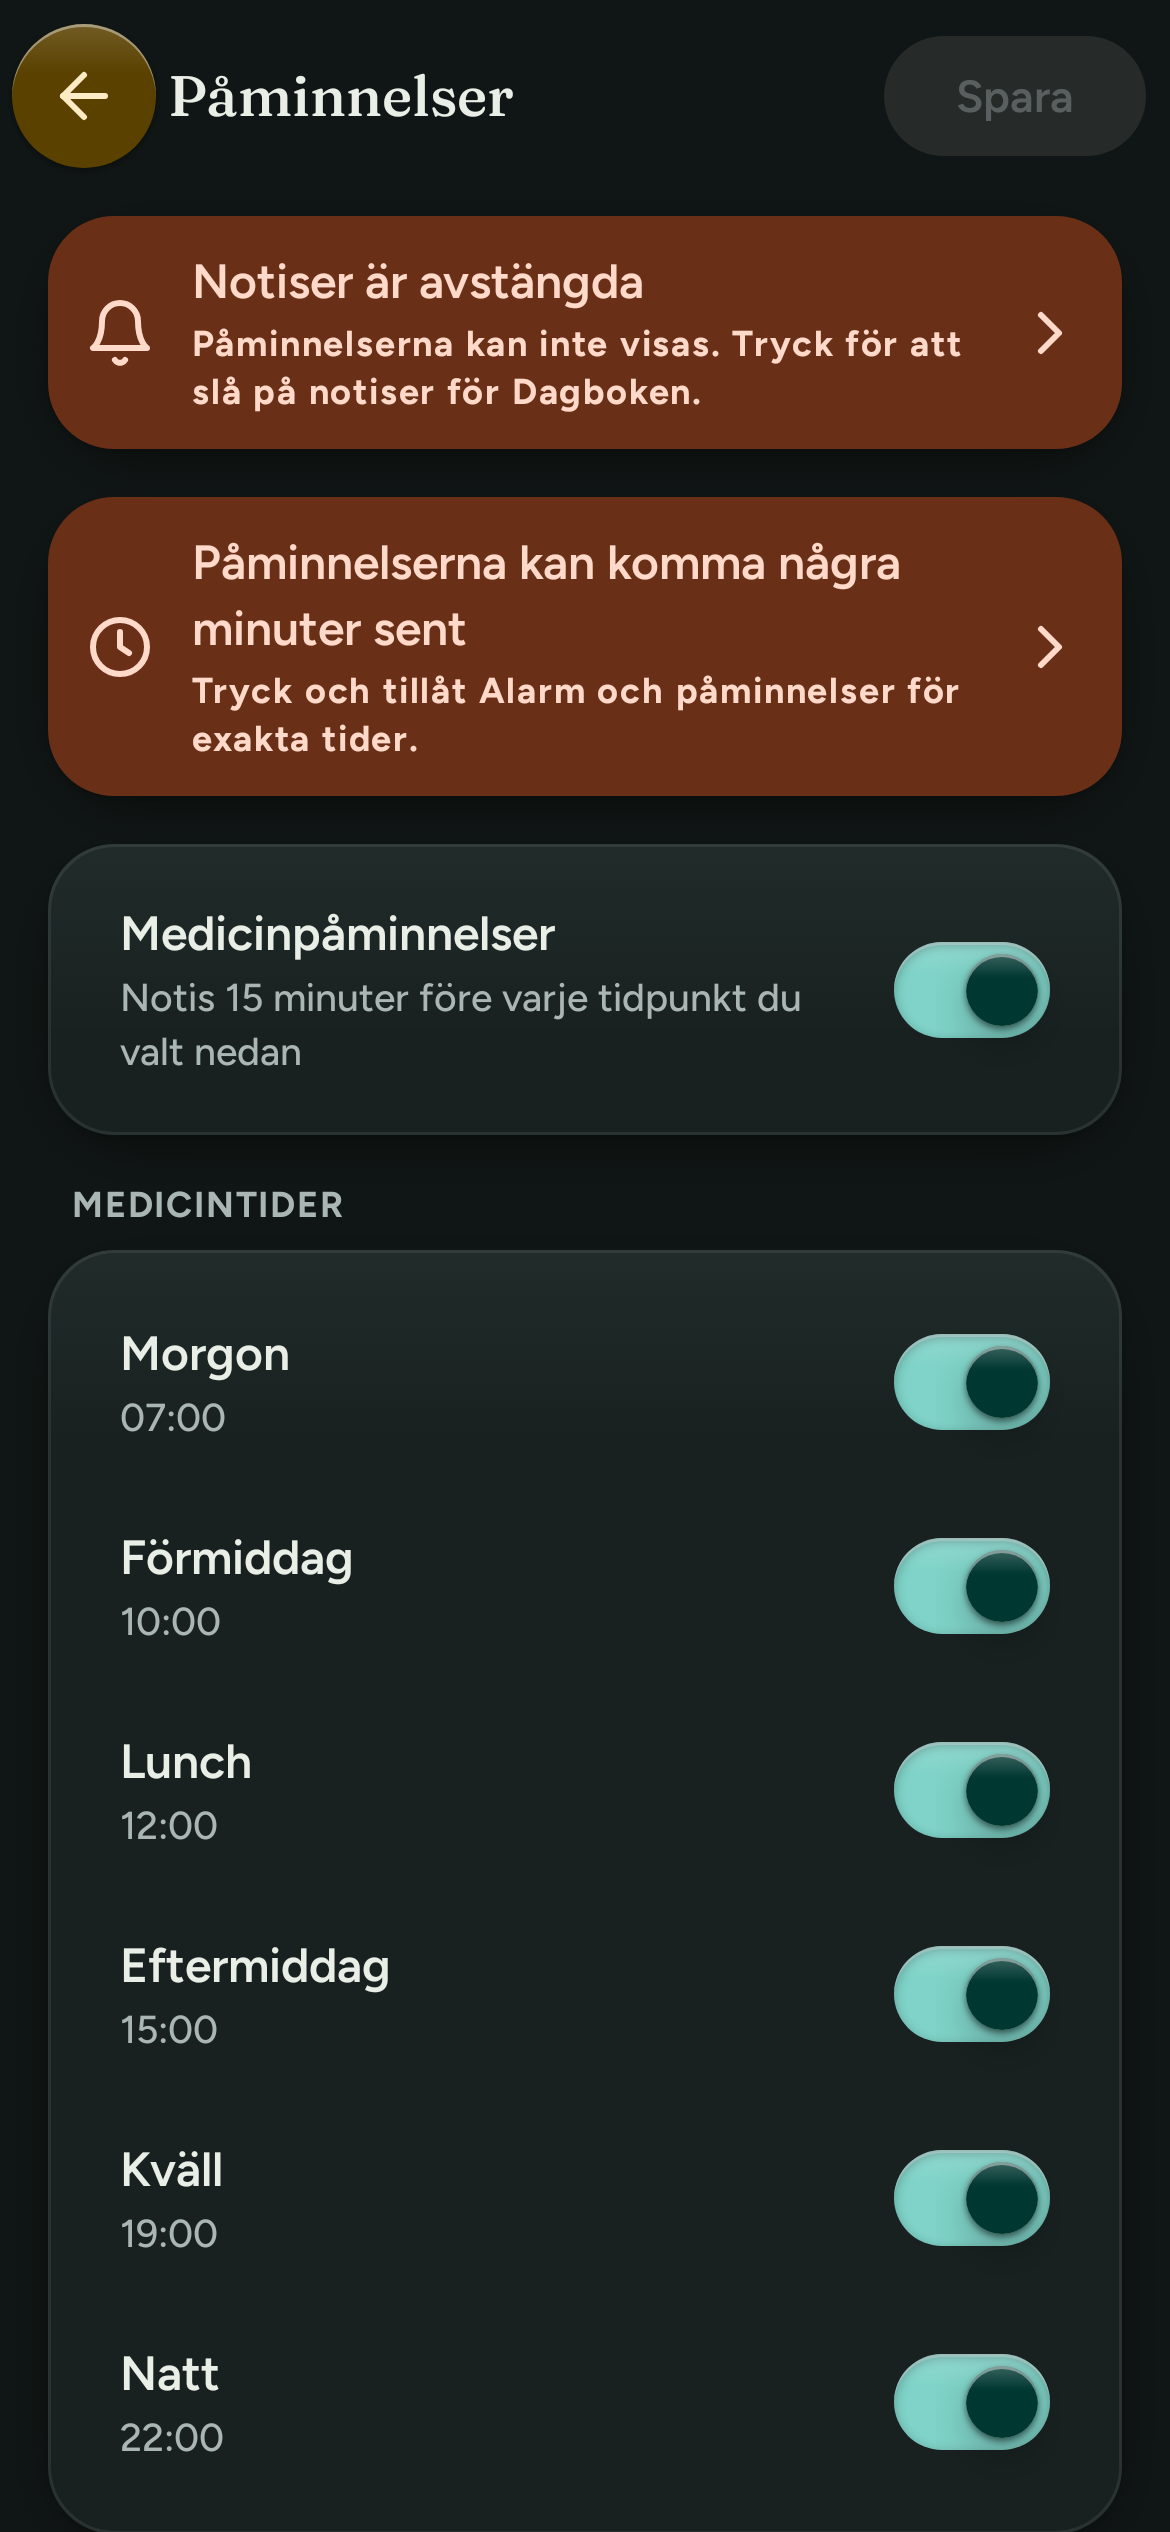 Påminnelser
Spara
Notiser är avstängda
Påminnelserna kan inte visas. Tryck för att
slå på notiser för Dagboken.
Påminnelserna kan komma några
minuter sent
Tryck och tillåt Alarm och påminnelser för
exakta tider.
Medicinpåminnelser
Notis 15 minuter före varje tidpunkt du
valt nedan
MEDICINTIDER
Morgon
07:00
Förmiddag
10:00
Lunch
12:00
Eftermiddag
15:00
Kväll
19:00
Natt
22:00